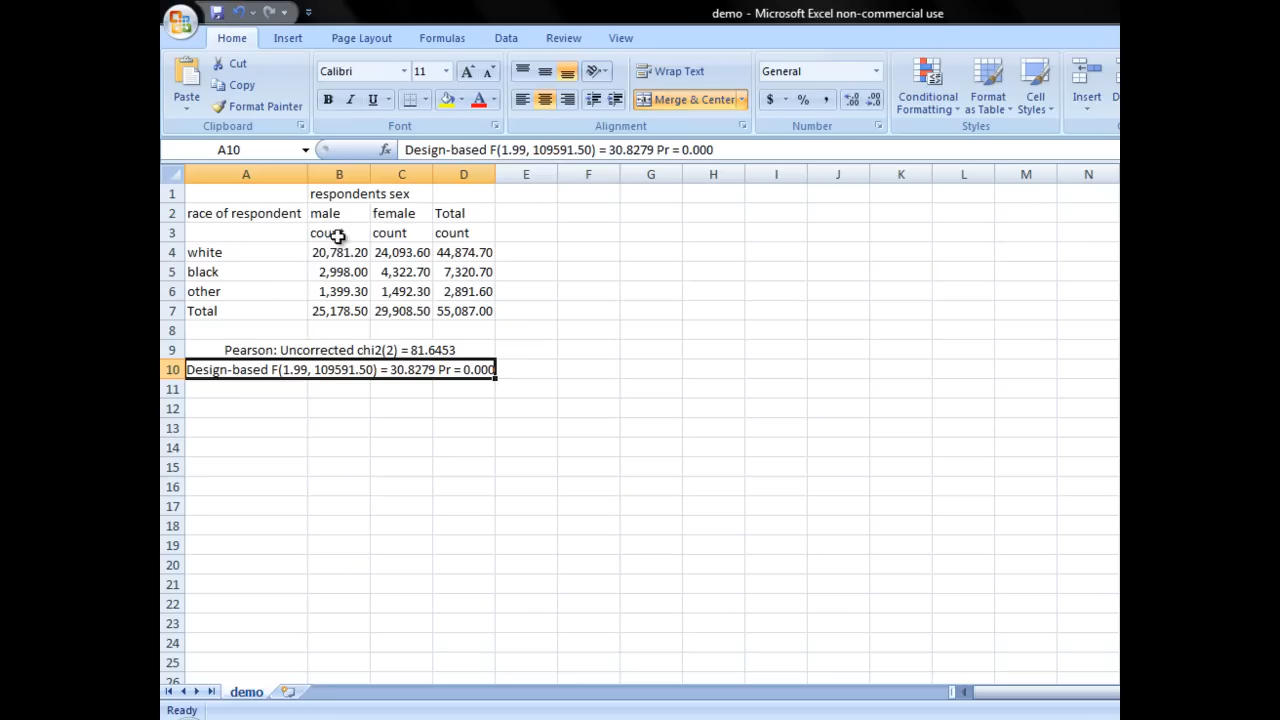 demo - Microsoft Excel non-commercial use
Home Insert Page Layout Formulas Data Review View
Paste Cut Copy Format Painter Clipboard
Calibri 11 A A B I U A Font
Wrap Text Merge & Center Alignment
General $ % , .00 Number
Conditional Formatting Format as Table Cell Styles Styles
Insert
A10 fx Design-based F(1.99, 109591.50) = 30.8279 Pr = 0.000
A B C D E F G H I J K L M N
1 respondents sex
2 race of respondent male female Total
3 count count
4 white 20,781.20 24,093.60 44,874.70
5 black 2,998.00 4,322.70 7,320.70
6 other 1,399.30 1,492.30 2,891.60
7 Total 25,178.50 29,908.50 55,087.00
8
9 Pearson: Uncorrected chi2(2) = 81.6453
10 Design-based F(1.99, 109591.50) = 30.8279 Pr = 0.000
11
12
13
14
15
16
17
18
19
20
21
22
23
24
25
26
demo
Ready